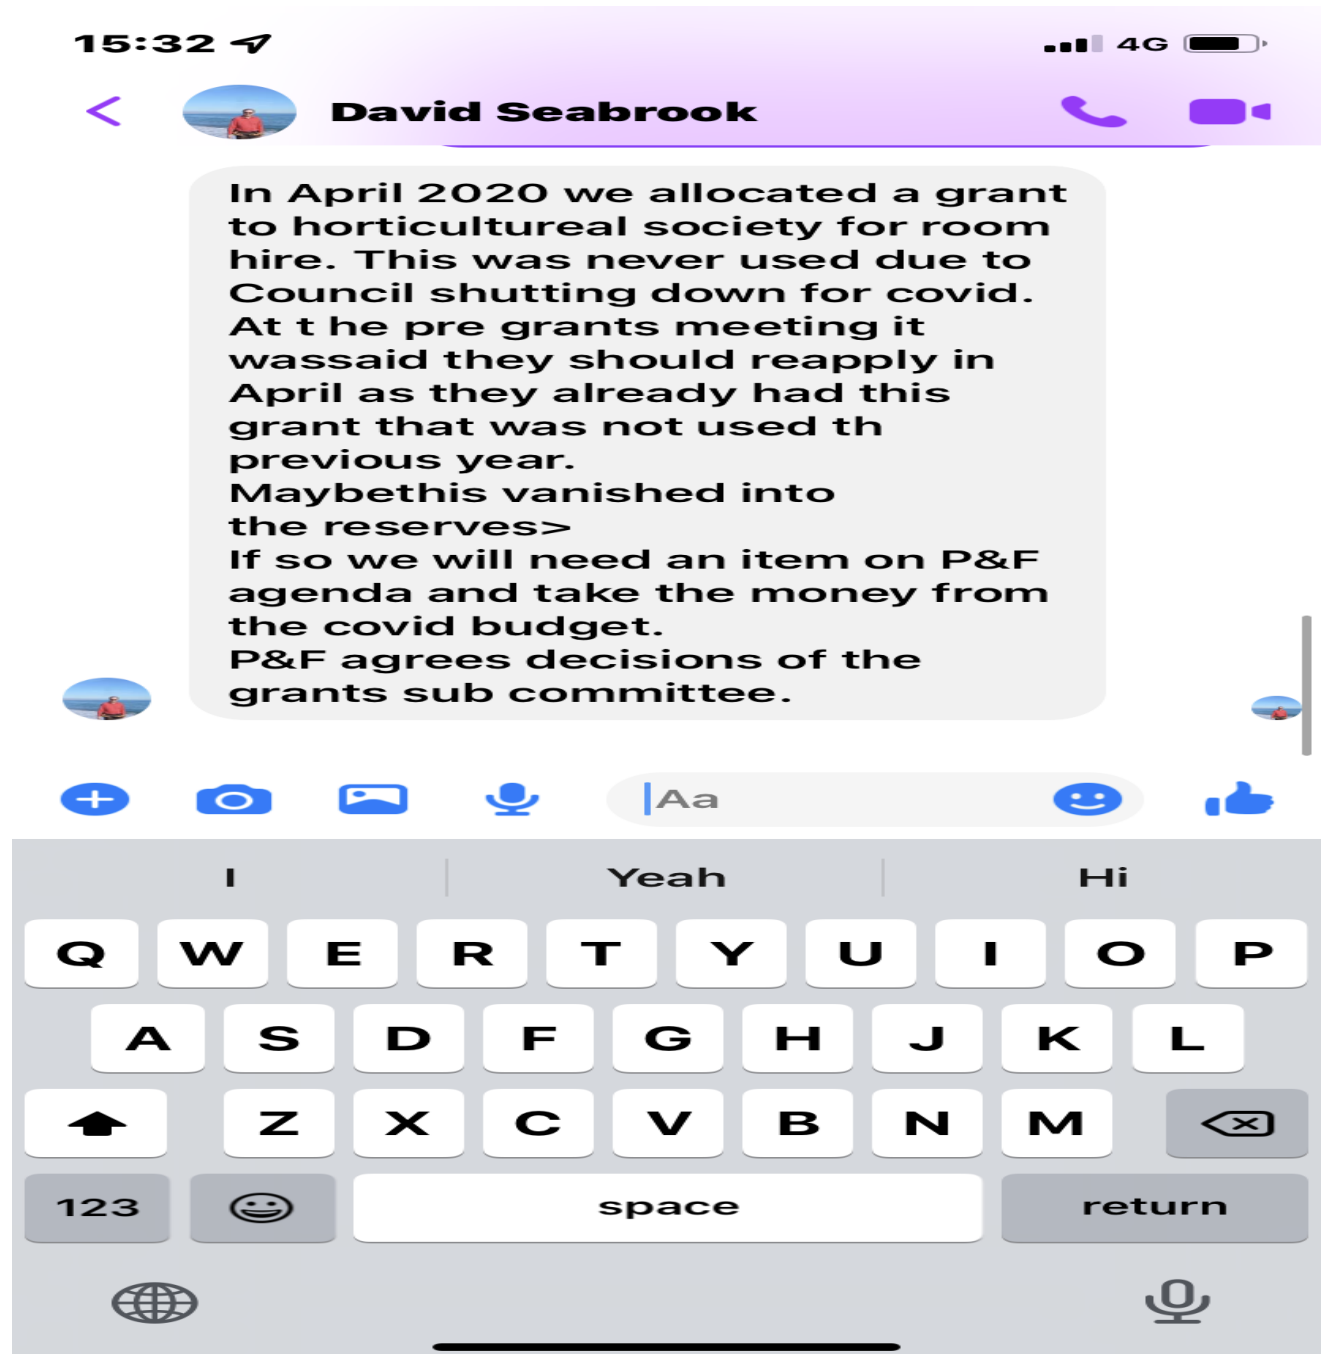 15:32
4G
David Seabrook
In April 2020 we allocated a grant
to horticultureal society for room
hire. This was never used due to
Council shutting down for covid.
At t he pre grants meeting it
wassaid they should reapply in
April as they already had this
grant that was not used th
previous year.
Maybethis vanished into
the reserves>
If so we will need an item on P&F
agenda and take the money from
the covid budget.
P&F agrees decisions of the
grants sub committee.
Aa
I Yeah Hi
Q W E R T Y U I O P
A S D F G H J K L
Z X C V B N M
123 space return